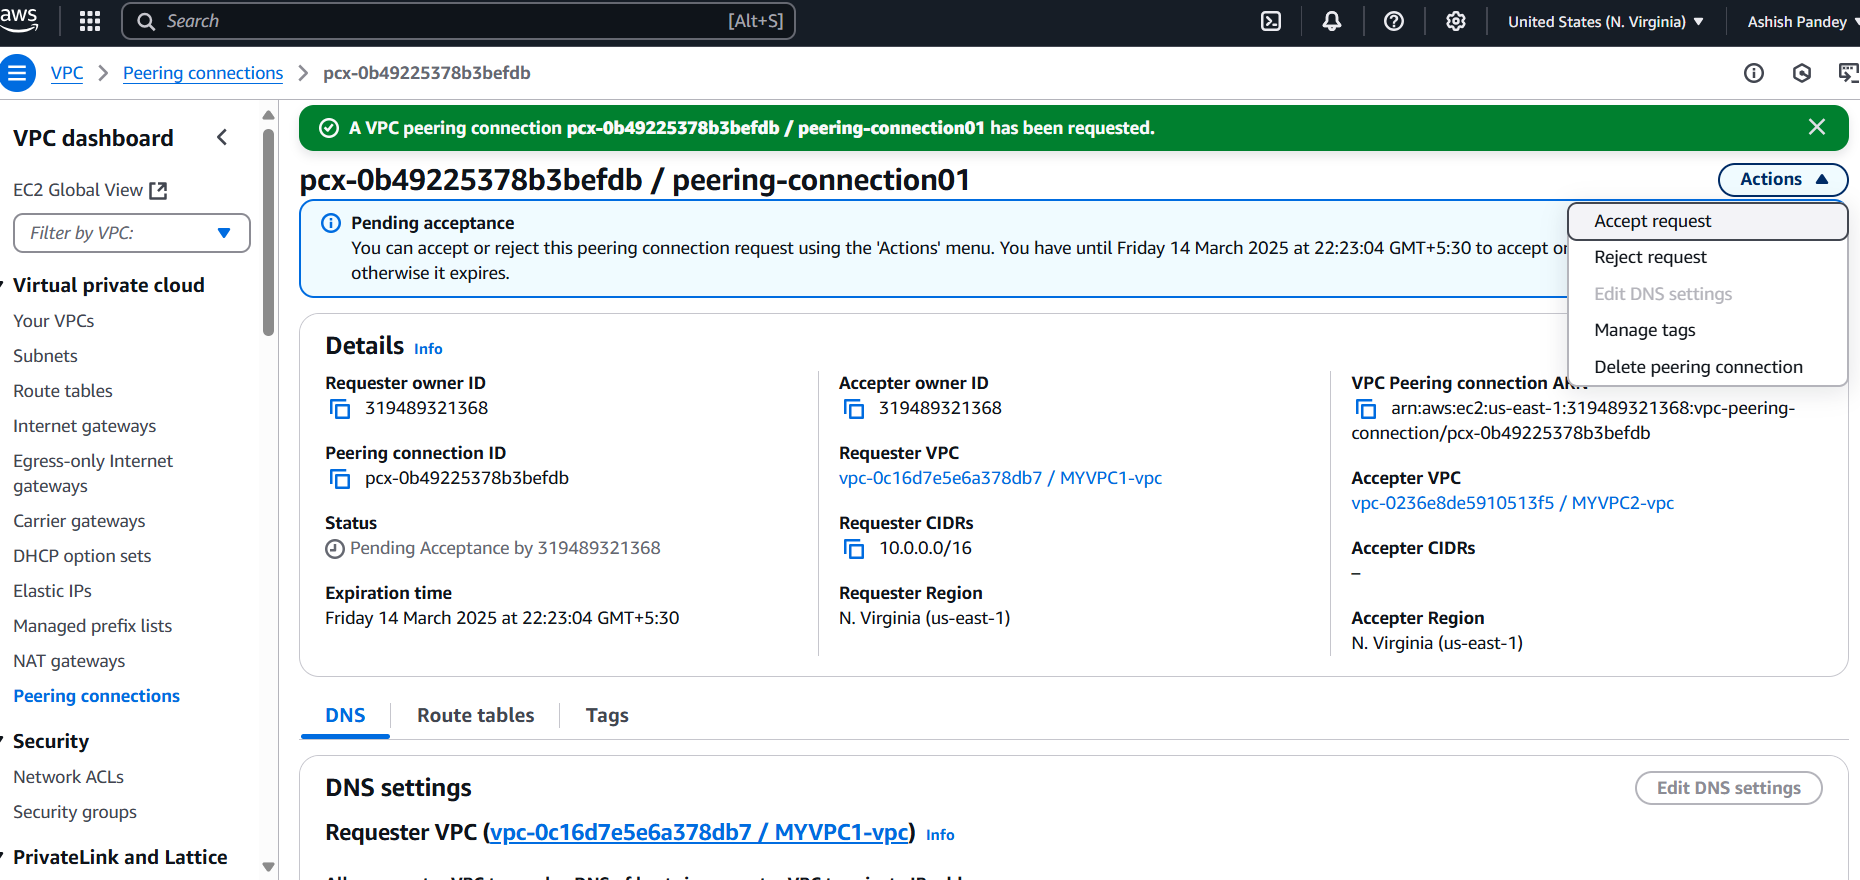 aws
Search [Alt+S]
United States (N. Virginia)
Ashish Pandey
VPC
Peering connections
pcx-0b49225378b3befdb
VPC dashboard
EC2 Global View
Filter by VPC:
Virtual private cloud
Your VPCs
Subnets
Route tables
Internet gateways
Egress-only Internet
gateways
Carrier gateways
DHCP option sets
Elastic IPs
Managed prefix lists
NAT gateways
Peering connections
Security
Network ACLs
Security groups
PrivateLink and Lattice
A VPC peering connection pcx-0b49225378b3befdb / peering-connection01 has been requested.
pcx-0b49225378b3befdb / peering-connection01
Actions
Accept request
Reject request
Edit DNS settings
Manage tags
Delete peering connection
Pending acceptance
You can accept or reject this peering connection request using the 'Actions' menu. You have until Friday 14 March 2025 at 22:23:04 GMT+5:30 to accept or
otherwise it expires.
Details Info
Requester owner ID
319489321368
Peering connection ID
pcx-0b49225378b3befdb
Status
Pending Acceptance by 319489321368
Expiration time
Friday 14 March 2025 at 22:23:04 GMT+5:30
Accepter owner ID
319489321368
Requester VPC
vpc-0c16d7e5e6a378db7 / MYVPC1-vpc
Requester CIDRs
10.0.0.0/16
Requester Region
N. Virginia (us-east-1)
VPC Peering connection ARN
arn:aws:ec2:us-east-1:319489321368:vpc-peering-
connection/pcx-0b49225378b3befdb
Accepter VPC
vpc-0236e8de5910513f5 / MYVPC2-vpc
Accepter CIDRs
–
Accepter Region
N. Virginia (us-east-1)
DNS
Route tables
Tags
DNS settings
Edit DNS settings
Requester VPC (vpc-0c16d7e5e6a378db7 / MYVPC1-vpc) Info